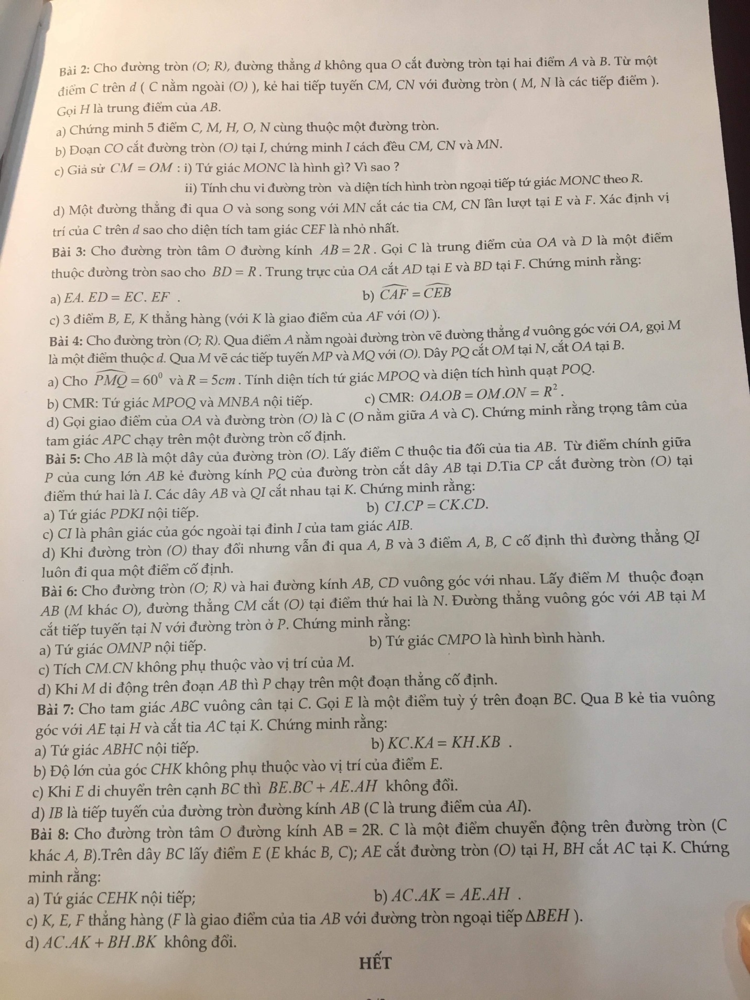 Bài 2: Cho đường tròn (O; R), đường thẳng d không qua O cắt đường tròn tại hai điểm A và B. Từ một
điểm C trên d ( C nằm ngoài (O) ), kẻ hai tiếp tuyến CM, CN với đường tròn ( M, N là các tiếp điểm ).
Gọi H là trung điểm của AB.
a) Chứng minh 5 điểm C, M, H, O, N cùng thuộc một đường tròn.
b) Đoạn CO cắt đường tròn (O) tại I, chứng minh I cách đều CM, CN và MN.
c) Giả sử CM = OM : i) Tứ giác MONC là hình gì? Vì sao ?
ii) Tính chu vi đường tròn và diện tích hình tròn ngoại tiếp tứ giác MONC theo R.
d) Một đường thẳng đi qua O và song song với MN cắt các tia CM, CN lần lượt tại E và F. Xác định vị
trí của C trên d sao cho diện tích tam giác CEF là nhỏ nhất.
Bài 3: Cho đường tròn tâm O đường kính AB = 2R. Gọi C là trung điểm của OA và D là một điểm
thuộc đường tròn sao cho BD = R. Trung trực của OA cắt AD tại E và BD tại F. Chứng minh rằng:
a) EA. ED = EC. EF . b) \widehat{CAF} = \widehat{CEB}
c) 3 điểm B, E, K thẳng hàng (với K là giao điểm của AF với (O) ).
Bài 4: Cho đường tròn (O; R). Qua điểm A nằm ngoài đường tròn vẽ đường thẳng d vuông góc với OA, gọi M
là một điểm thuộc d. Qua M vẽ các tiếp tuyến MP và MQ với (O). Dây PQ cắt OM tại N, cắt OA tại B.
a) Cho \widehat{PMQ} = 60⁰ và R = 5cm. Tính diện tích tứ giác MPOQ và diện tích hình quạt POQ.
b) CMR: Tứ giác MPOQ và MNBA nội tiếp. c) CMR: OA.OB = OM.ON = R².
d) Gọi giao điểm của OA và đường tròn (O) là C (O nằm giữa A và C). Chứng minh rằng trọng tâm của
tam giác APC chạy trên một đường tròn cố định.
Bài 5: Cho AB là một dây của đường tròn (O). Lấy điểm C thuộc tia đối của tia AB. Từ điểm chính giữa
P của cung lớn AB kẻ đường kính PQ của đường tròn cắt dây AB tại D.Tia CP cắt đường tròn (O) tại
điểm thứ hai là I. Các dây AB và QI cắt nhau tại K. Chứng minh rằng:
a) Tứ giác PDKI nội tiếp. b) CI.CP = CK.CD.
c) CI là phân giác của góc ngoài tại đỉnh I của tam giác AIB.
d) Khi đường tròn (O) thay đổi nhưng vẫn đi qua A, B và 3 điểm A, B, C cố định thì đường thẳng QI
luôn đi qua một điểm cố định.
Bài 6: Cho đường tròn (O; R) và hai đường kính AB, CD vuông góc với nhau. Lấy điểm M thuộc đoạn
AB (M khác O), đường thẳng CM cắt (O) tại điểm thứ hai là N. Đường thẳng vuông góc với AB tại M
cắt tiếp tuyến tại N với đường tròn ở P. Chứng minh rằng:
a) Tứ giác OMNP nội tiếp. b) Tứ giác CMPO là hình bình hành.
c) Tích CM.CN không phụ thuộc vào vị trí của M.
d) Khi M di động trên đoạn AB thì P chạy trên một đoạn thẳng cố định.
Bài 7: Cho tam giác ABC vuông cân tại C. Gọi E là một điểm tuỳ ý trên đoạn BC. Qua B kẻ tia vuông
góc với AE tại H và cắt tia AC tại K. Chứng minh rằng:
a) Tứ giác ABHC nội tiếp. b) KC.KA = KH.KB .
b) Độ lớn của góc CHK không phụ thuộc vào vị trí của điểm E.
c) Khi E di chuyển trên cạnh BC thì BE.BC + AE.AH không đổi.
d) IB là tiếp tuyến của đường tròn đường kính AB (C là trung điểm của AI).
Bài 8: Cho đường tròn tâm O đường kính AB = 2R. C là một điểm chuyển động trên đường tròn (C
khác A, B).Trên dây BC lấy điểm E (E khác B, C); AE cắt đường tròn (O) tại H, BH cắt AC tại K. Chứng
minh rằng:
a) Tứ giác CEHK nội tiếp; b) AC.AK = AE.AH .
c) K, E, F thẳng hàng (F là giao điểm của tia AB với đường tròn ngoại tiếp ΔBEH ).
d) AC.AK + BH.BK không đổi.
HẾT